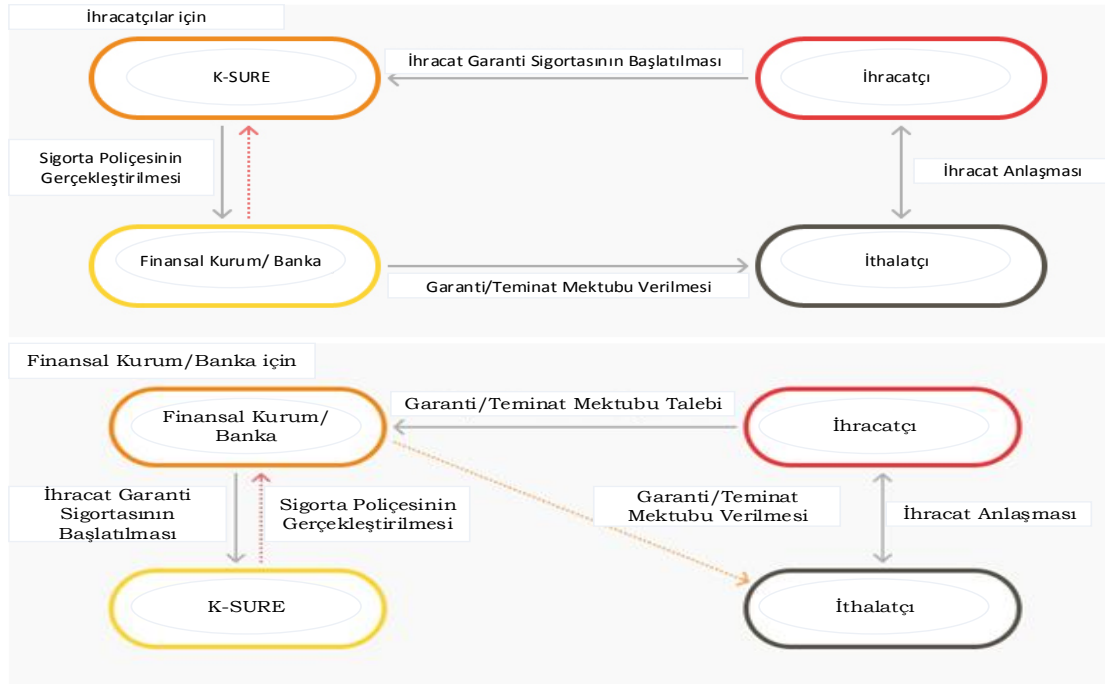 İhracatçılar için
K-SURE
İhracat Garanti Sigortasının Başlatılması
İhracatçı
Sigorta Poliçesinin
Gerçekleştirilmesi
İhracat Anlaşması
Finansal Kurum/ Banka
Garanti/Teminat Mektubu Verilmesi
İthalatçı
Finansal Kurum/Banka için
Finansal Kurum/
Banka
Garanti/Teminat Mektubu Talebi
İhracatçı
İhracat Garanti
Sigortasının
Başlatılması
Sigorta Poliçesinin
Gerçekleştirilmesi
Garanti/Teminat
Mektubu Verilmesi
İhracat Anlaşması
K-SURE
İthalatçı